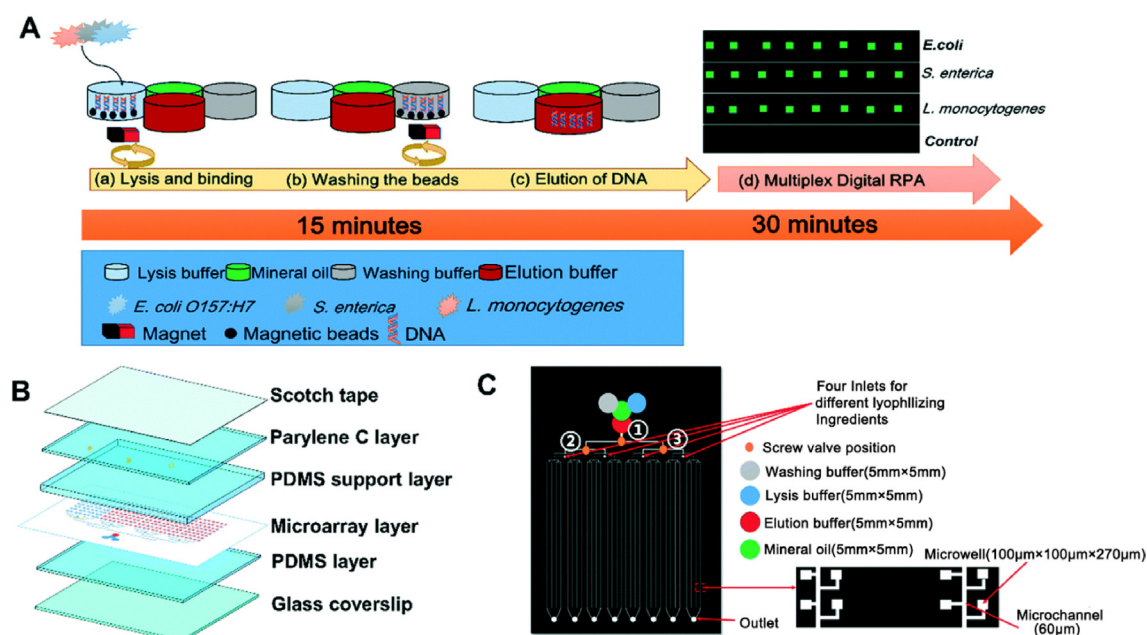 A
E.coli
S. enterica
L. monocytogenes
Control
(a) Lysis and binding
(b) Washing the beads
(c) Elution of DNA
(d) Multiplex Digital RPA
15 minutes
30 minutes
Lysis buffer
Mineral oil
Washing buffer
Elution buffer
E. coli O157:H7
S. enterica
L. monocytogenes
Magnet
Magnetic beads
DNA
B
Scotch tape
Parylene C layer
PDMS support layer
Microarray layer
PDMS layer
Glass coverslip
C
1
2
3
Four Inlets for
different lyophllizing
Ingredients
Screw valve position
Washing buffer(5mm×5mm)
Lysis buffer(5mm×5mm)
Elution buffer(5mm×5mm)
Mineral oil(5mm×5mm)
Microwell(100μm×100μm×270μm)
Microchannel
(60μm)
Outlet